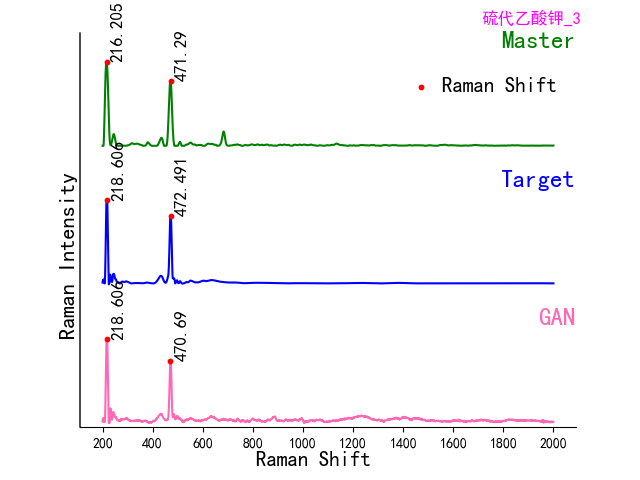 硫代乙酸钾_3
Master
216.205
471.29
Raman Shift
Target
218.606
472.491
GAN
218.606
470.69
Raman Intensity
200 400 600 800 1000 1200 1400 1600 1800 2000
Raman Shift